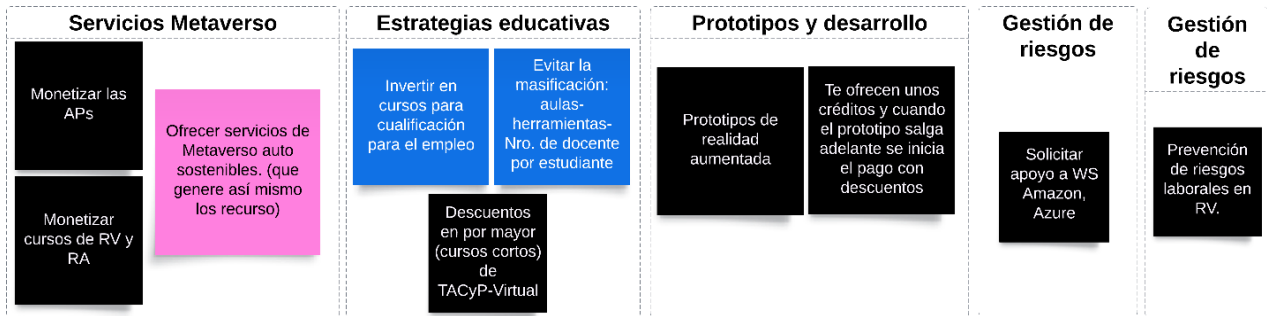 Servicios Metaverso
Monetizar las
APs
Ofrecer servicios de
Metaverso auto
sostenibles. (que
genere así mismo
los recurso)
Monetizar
cursos de RV y
RA
Estrategias educativas
Invertir en
cursos para
cualificación
para el empleo
Evitar la
masificación:
aulas-
herramientas-
Nro. de docente
por estudiante
Descuentos
en por mayor
(cursos cortos)
de
TACyP-Virtual
Prototipos y desarrollo
Prototipos de
realidad
aumentada
Te ofrecen unos
créditos y cuando
el prototipo salga
adelante se inicia
el pago con
descuentos
Gestión de
riesgos
Solicitar
apoyo a WS
Amazon,
Azure
Gestión
de
riesgos
Prevención
de riesgos
laborales en
RV.